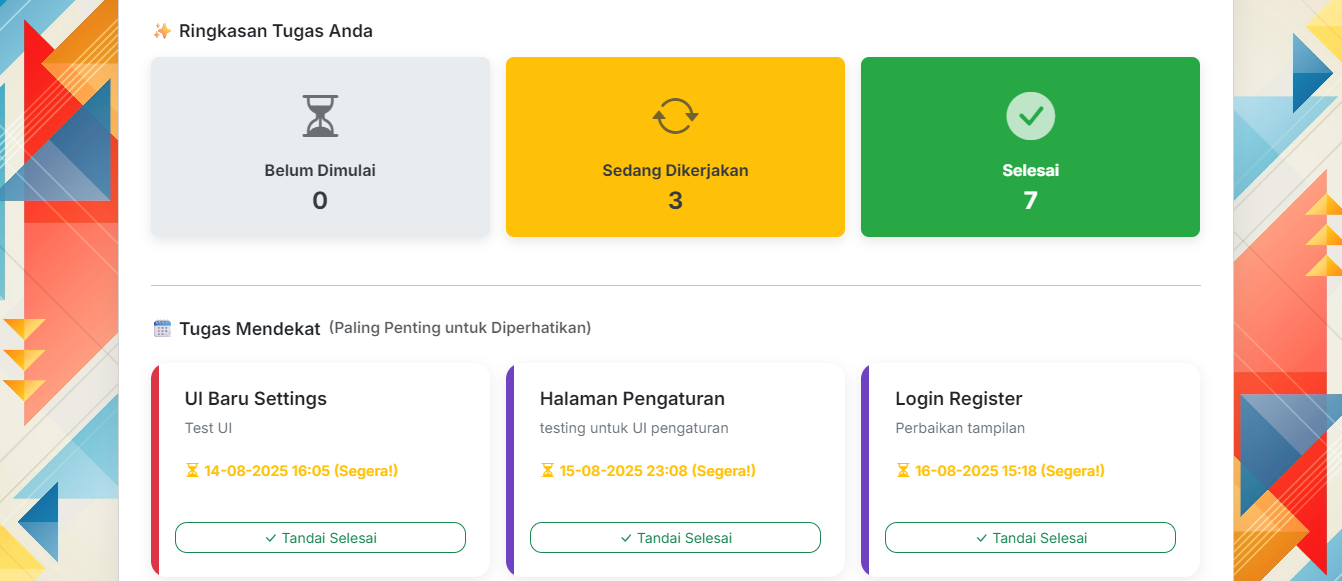 ✨ Ringkasan Tugas Anda
Belum Dimulai
0
Sedang Dikerjakan
3
Selesai
7
Tugas Mendekat (Paling Penting untuk Diperhatikan)
UI Baru Settings
Test UI
14-08-2025 16:05 (Segera!)
✓ Tandai Selesai
Halaman Pengaturan
testing untuk UI pengaturan
15-08-2025 23:08 (Segera!)
✓ Tandai Selesai
Login Register
Perbaikan tampilan
16-08-2025 15:18 (Segera!)
✓ Tandai Selesai